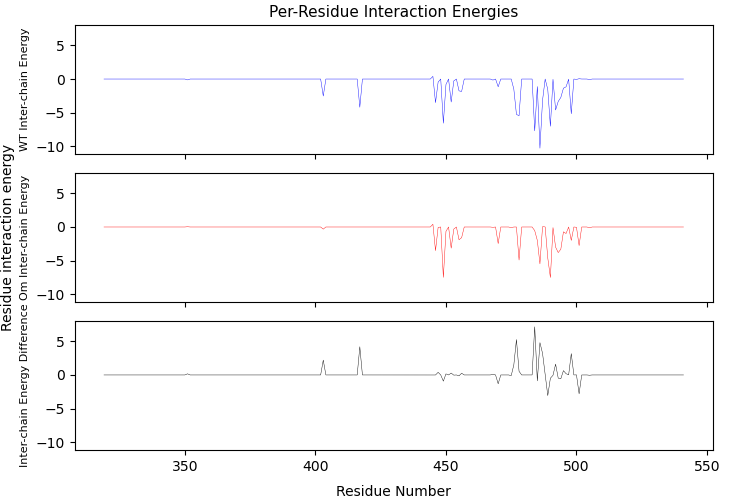 Per-Residue Interaction Energies
Residue interaction energy
WT Inter-chain Energy
5
0
−5
−10
Om Inter-chain Energy
5
0
−5
−10
Inter-chain Energy Difference
5
0
−5
−10
350
400
450
500
550
Residue Number